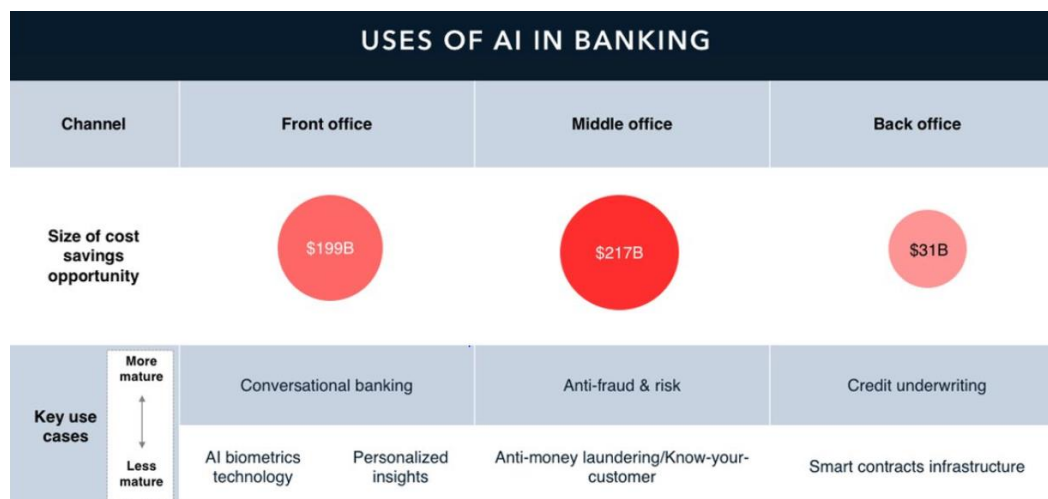 USES OF AI IN BANKING
Channel
Front office
Middle office
Back office
Size of cost
savings
opportunity
$199B
$217B
$31B
Key use
cases
More
mature
Less
mature
Conversational banking
Anti-fraud & risk
Credit underwriting
AI biometrics
technology
Personalized
insights
Anti-money laundering/Know-your-
customer
Smart contracts infrastructure